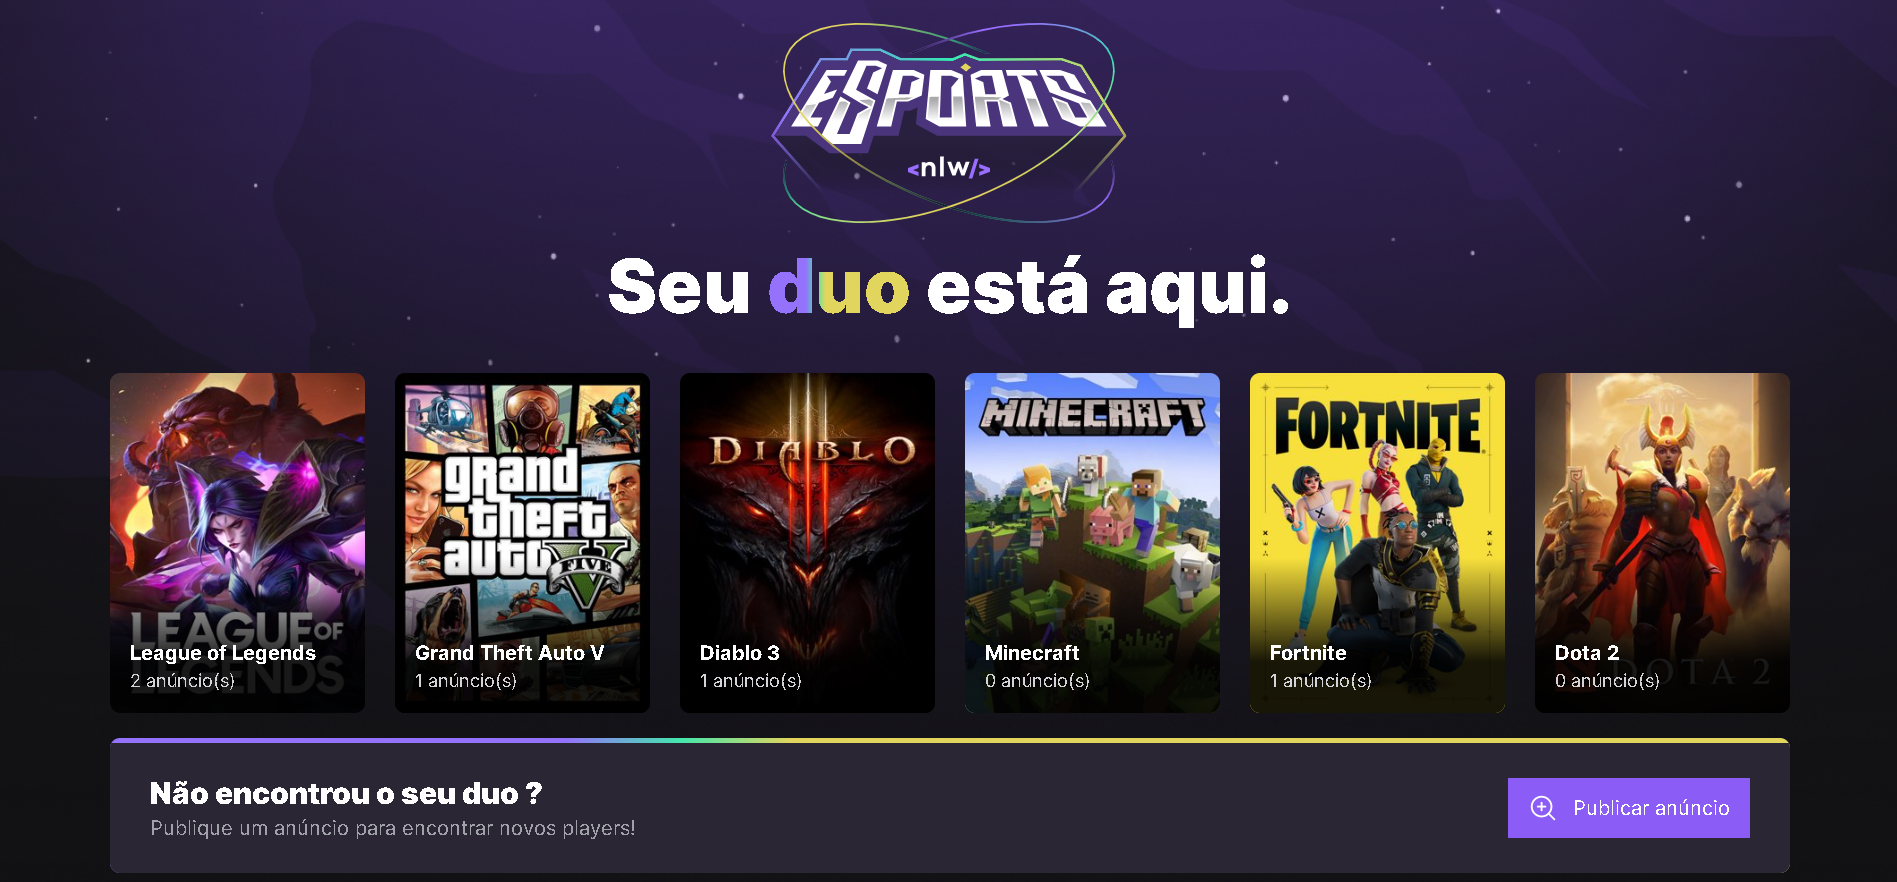 ESPORTS
<nlw/>
Seu duo está aqui.
LEAGUE OF
LEGENDS
League of Legends
2 anúncio(s)
grand
theft
auto
FIVE
Grand Theft Auto V
1 anúncio(s)
DIABLO
Diablo 3
1 anúncio(s)
MINECRAFT
Minecraft
0 anúncio(s)
FORTNITE
Fortnite
1 anúncio(s)
DOTA 2
Dota 2
0 anúncio(s)
Não encontrou o seu duo ?
Publique um anúncio para encontrar novos players!
Publicar anúncio